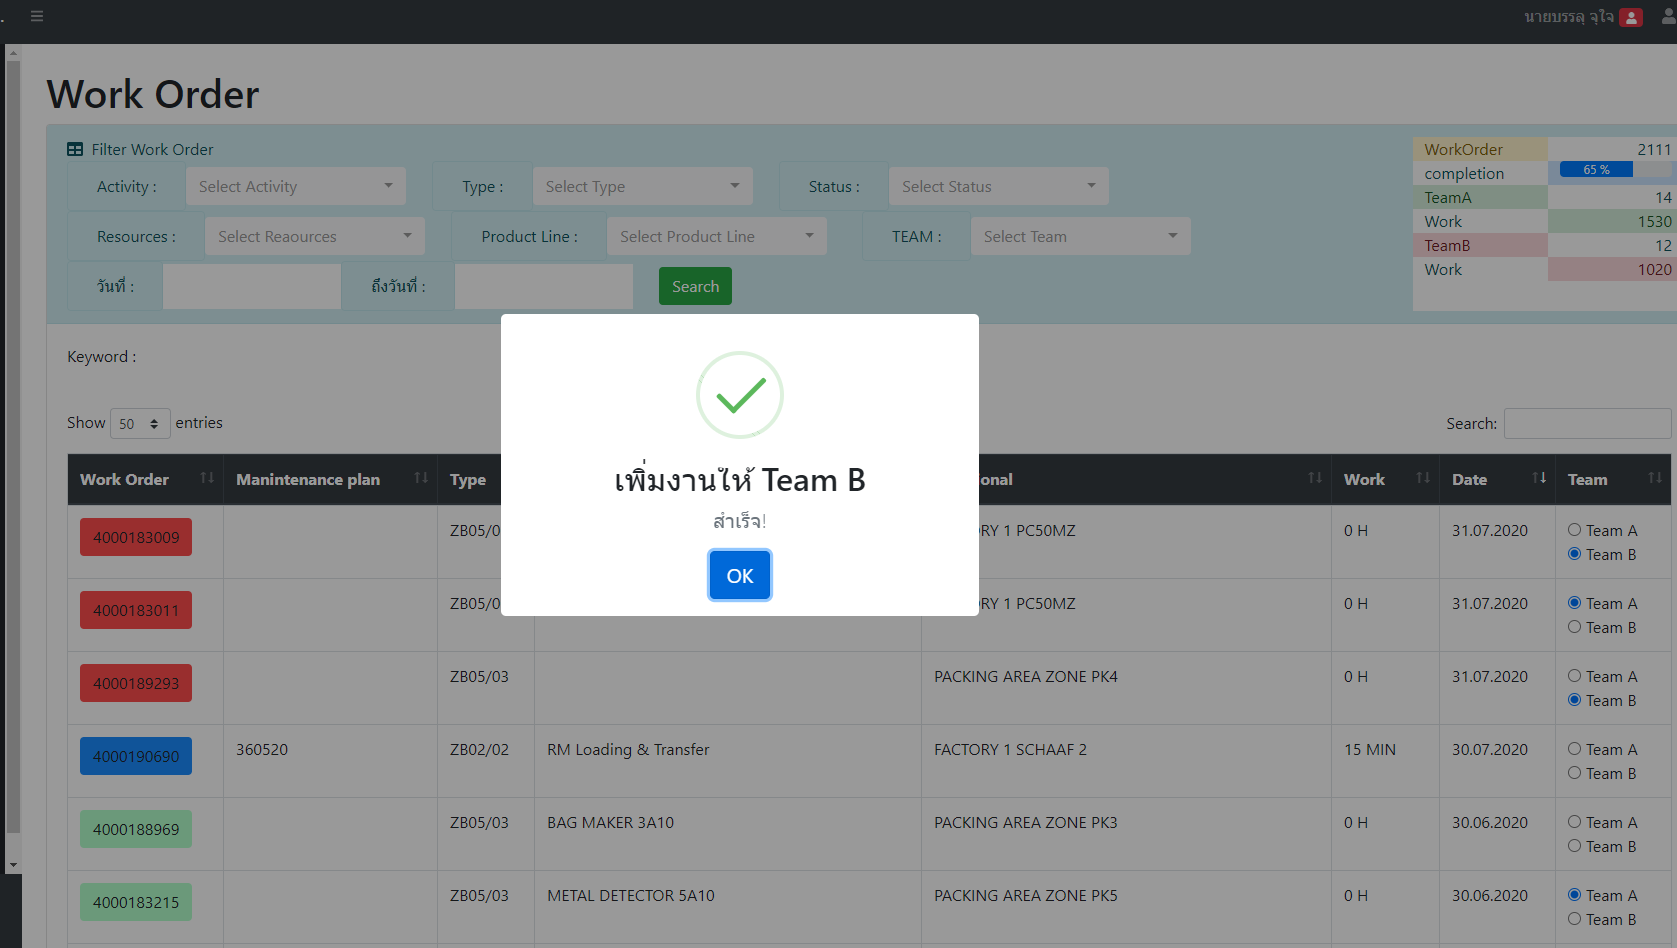 นายบรรลุ จุใจ
Work Order
Filter Work Order
Activity : Select Activity Type : Select Type Status : Select Status
Resources : Select Reaources Product Line : Select Product Line TEAM : Select Team
วันที่ : ถึงวันที่ : Search
WorkOrder 2111
completion 65 %
TeamA 14
Work 1530
TeamB 12
Work 1020
Keyword :
Show 50 entries
Search:
เพิ่มงานให้ Team B
สำเร็จ!
OK
Work Order Manintenance plan Type onal Work Date Team
4000183009 ZB05/0 RY 1 PC50MZ 0 H 31.07.2020 Team A
Team B
4000183011 ZB05/0 RY 1 PC50MZ 0 H 31.07.2020 Team A
Team B
4000189293 ZB05/03 PACKING AREA ZONE PK4 0 H 31.07.2020 Team A
Team B
4000190690 360520 ZB02/02 RM Loading & Transfer FACTORY 1 SCHAAF 2 15 MIN 30.07.2020 Team A
Team B
4000188969 ZB05/03 BAG MAKER 3A10 PACKING AREA ZONE PK3 0 H 30.06.2020 Team A
Team B
4000183215 ZB05/03 METAL DETECTOR 5A10 PACKING AREA ZONE PK5 0 H 30.06.2020 Team A
Team B